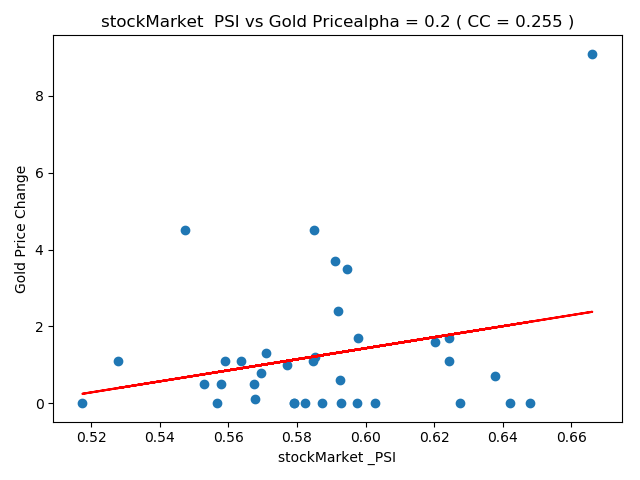 stockMarket  PSI vs Gold Pricealpha = 0.2 ( CC = 0.255 )
Gold Price Change
8
6
4
2
0
0.52 0.54 0.56 0.58 0.60 0.62 0.64 0.66
stockMarket _PSI